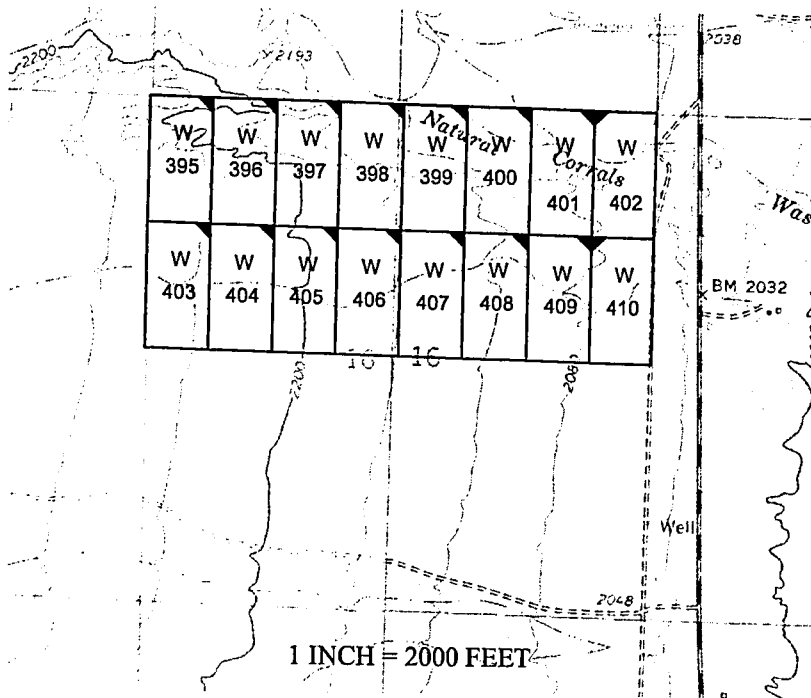 2200
2193
2038
Natural
Corrals
Was
W 395
W 396
W 397
W 398
W 399
W 400
W 401
W 402
W 403
W 404
W 405
W 406
W 407
W 408
W 409
W 410
BM 2032
16 16
2200
2080
Well
2048
1 INCH = 2000 FEET